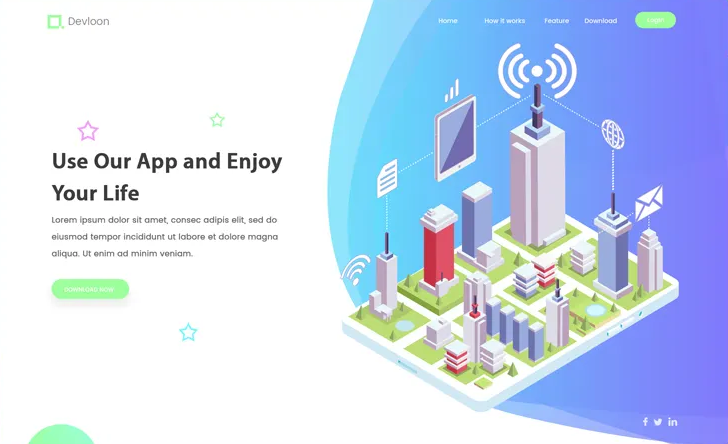 Devloon
Home How it works Feature Download Login
Use Our App and Enjoy
Your Life
Lorem ipsum dolor sit amet, consec adipis elit, sed do
eiusmod tempor incididunt ut labore et dolore magna
aliqua. Ut enim ad minim veniam.
DOWNLOAD NOW